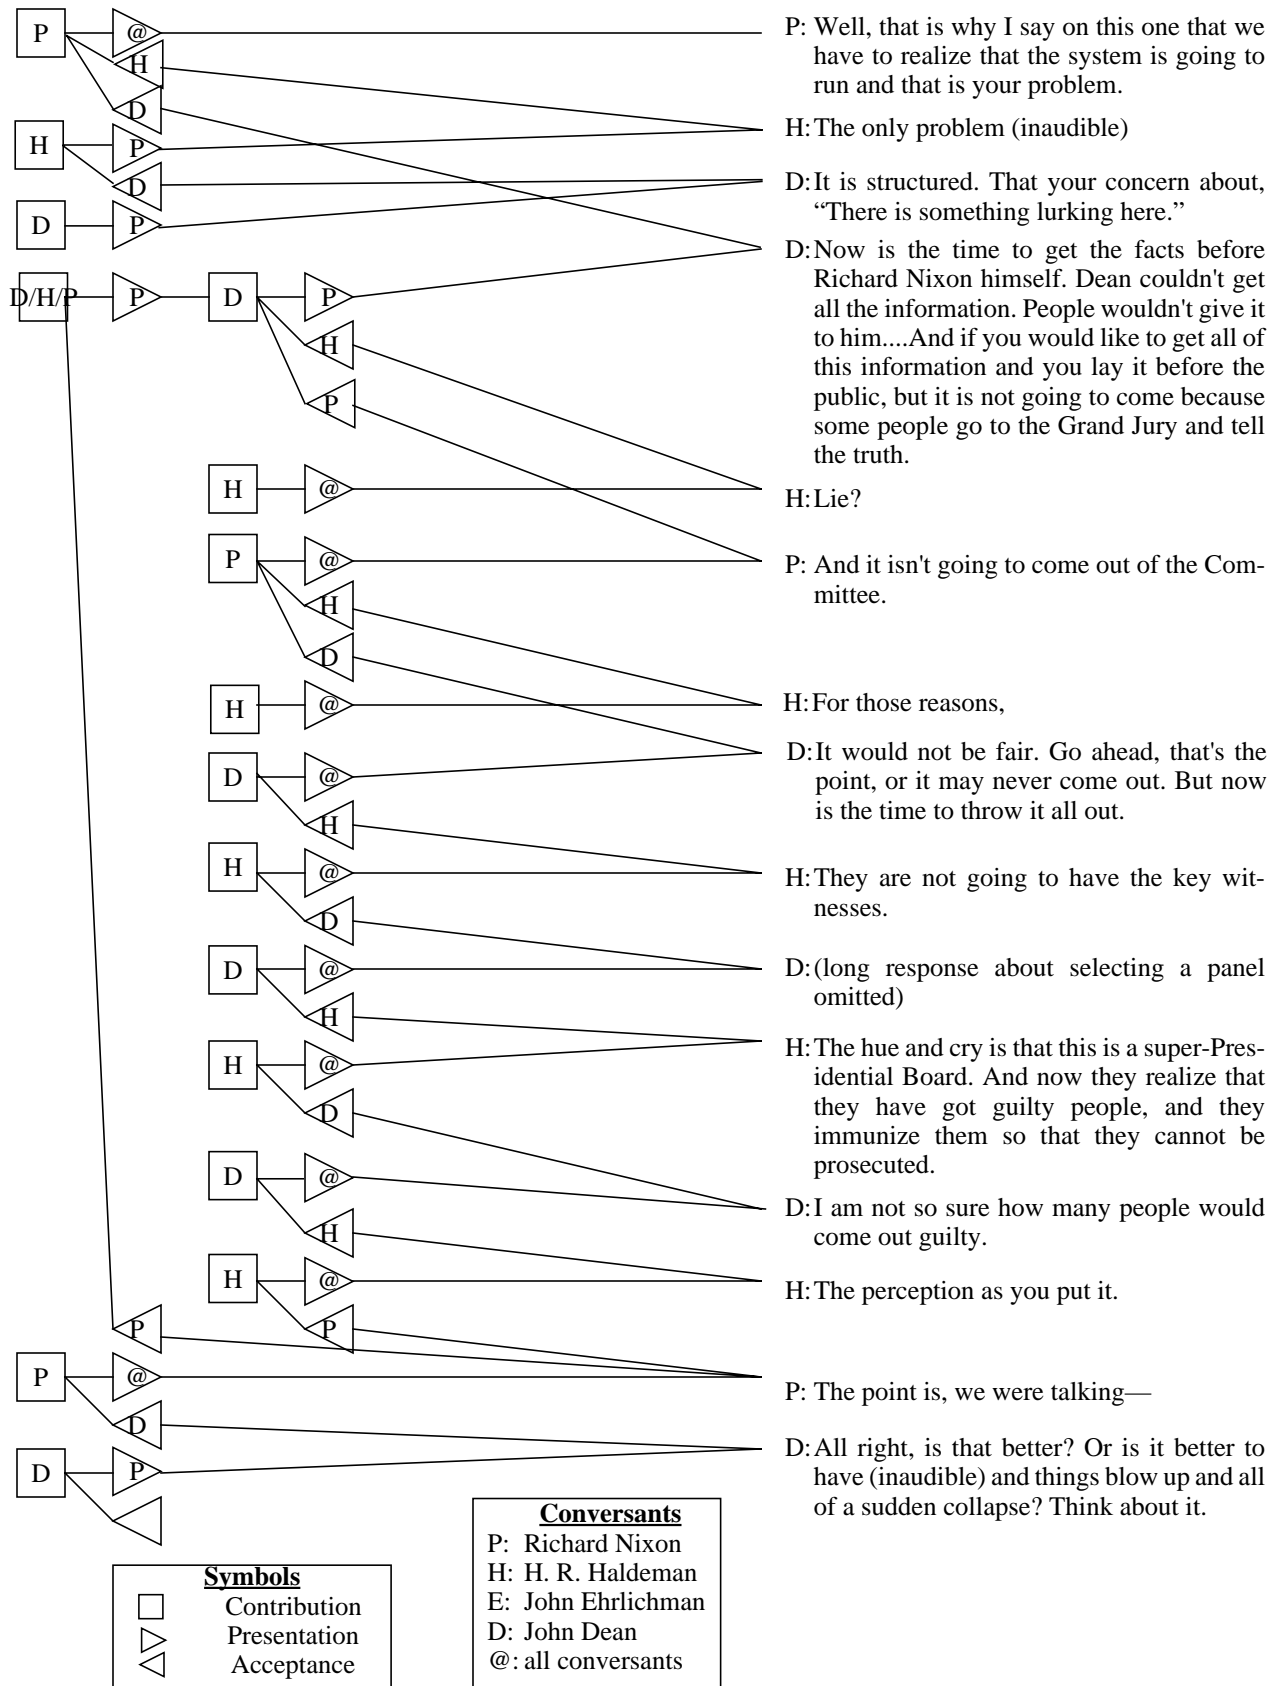 P @ P: Well, that is why I say on this one that we
have to realize that the system is going to
H
run and that is your problem.
D
H P H: The only problem (inaudible)
D D: It is structured. That your concern about,
“There is something lurking here.”
D P
D: Now is the time to get the facts before
Richard Nixon himself. Dean couldn't get
D/H/P P D P
all the information. People wouldn't give it
to him....And if you would like to get all of
H
this information and you lay it before the
public, but it is not going to come because
P
some people go to the Grand Jury and tell
the truth.
H @ H: Lie?
P @ P: And it isn't going to come out of the Com-
mittee.
H
D
H @ H: For those reasons,
D @ D: It would not be fair. Go ahead, that's the
point, or it may never come out. But now
is the time to throw it all out.
H
H @ H: They are not going to have the key wit-
nesses.
D
D @ D: (long response about selecting a panel
omitted)
H
H @ H: The hue and cry is that this is a super-Pres-
idential Board. And now they realize that
they have got guilty people, and they
D
immunize them so that they cannot be
prosecuted.
D @ D: I am not so sure how many people would
come out guilty.
H
H @ H: The perception as you put it.
P P
P @ P: The point is, we were talking—
D
D P D: All right, is that better? Or is it better to
have (inaudible) and things blow up and all
of a sudden collapse? Think about it.
Conversants
P: Richard Nixon
H: H. R. Haldeman
E: John Ehrlichman
D: John Dean
@: all conversants
Symbols
Contribution
Presentation
Acceptance